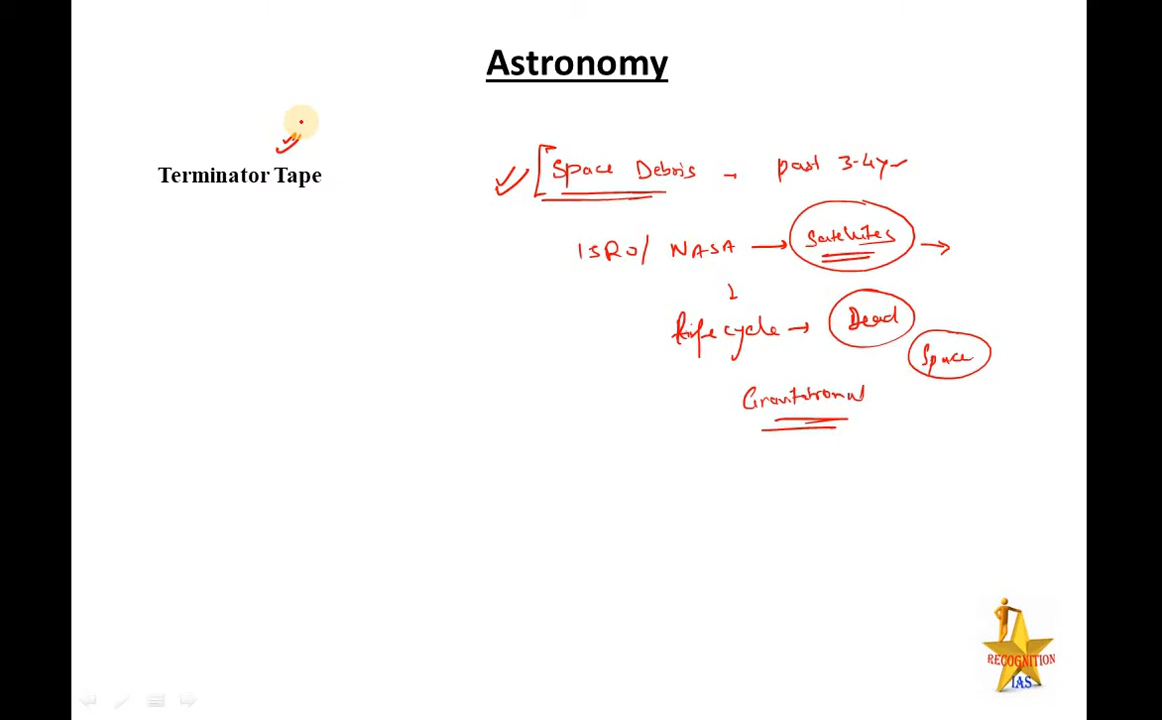 Astronomy
Terminator Tape
Space Debris - past 3-4yr
ISRO/ NASA → Satellites →
Life cycle → Dead
Space
Gravitational
RECOGNITION
IAS